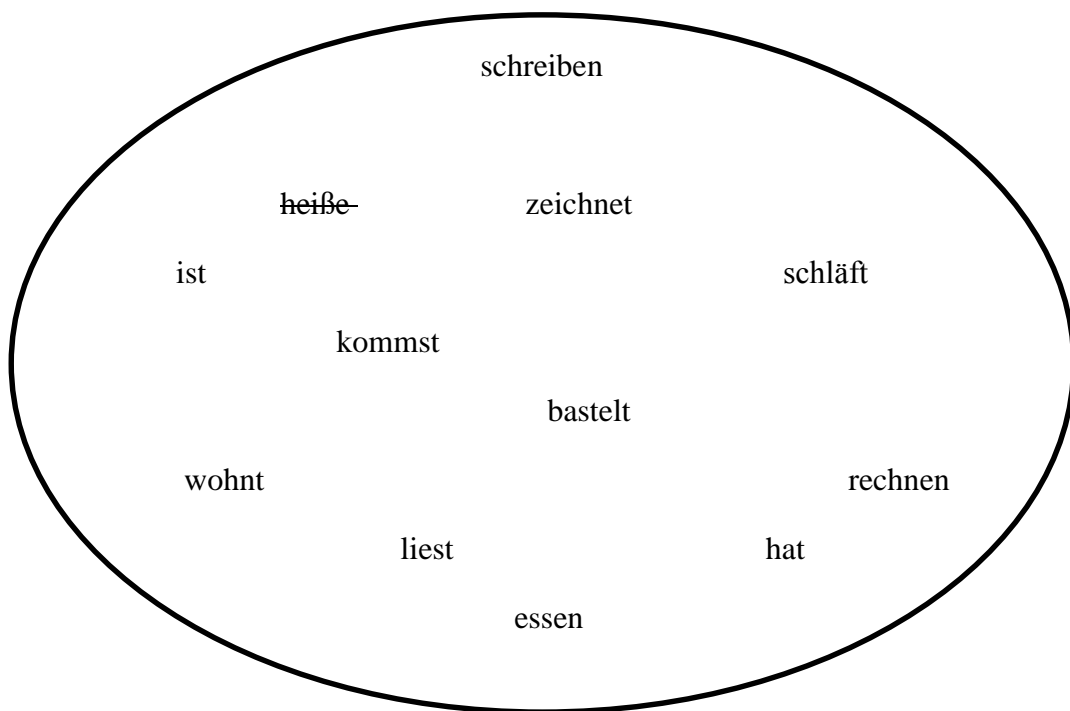 schreiben
heiße zeichnet
ist schläft
kommst
bastelt
wohnt rechnen
liest hat
essen